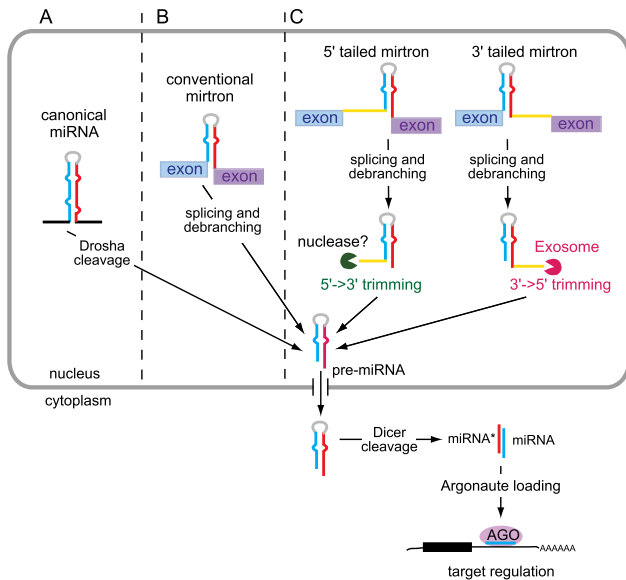 A
B
C
canonical
miRNA
Drosha
cleavage
conventional
mirtron
exon
exon
splicing and
debranching
5' tailed mirtron
exon
exon
splicing and
debranching
nuclease?
5'->3' trimming
3' tailed mirtron
exon
exon
splicing and
debranching
Exosome
3'->5' trimming
pre-miRNA
nucleus
cytoplasm
Dicer
cleavage
miRNA*
miRNA
Argonaute loading
AGO
AAAAAA
target regulation